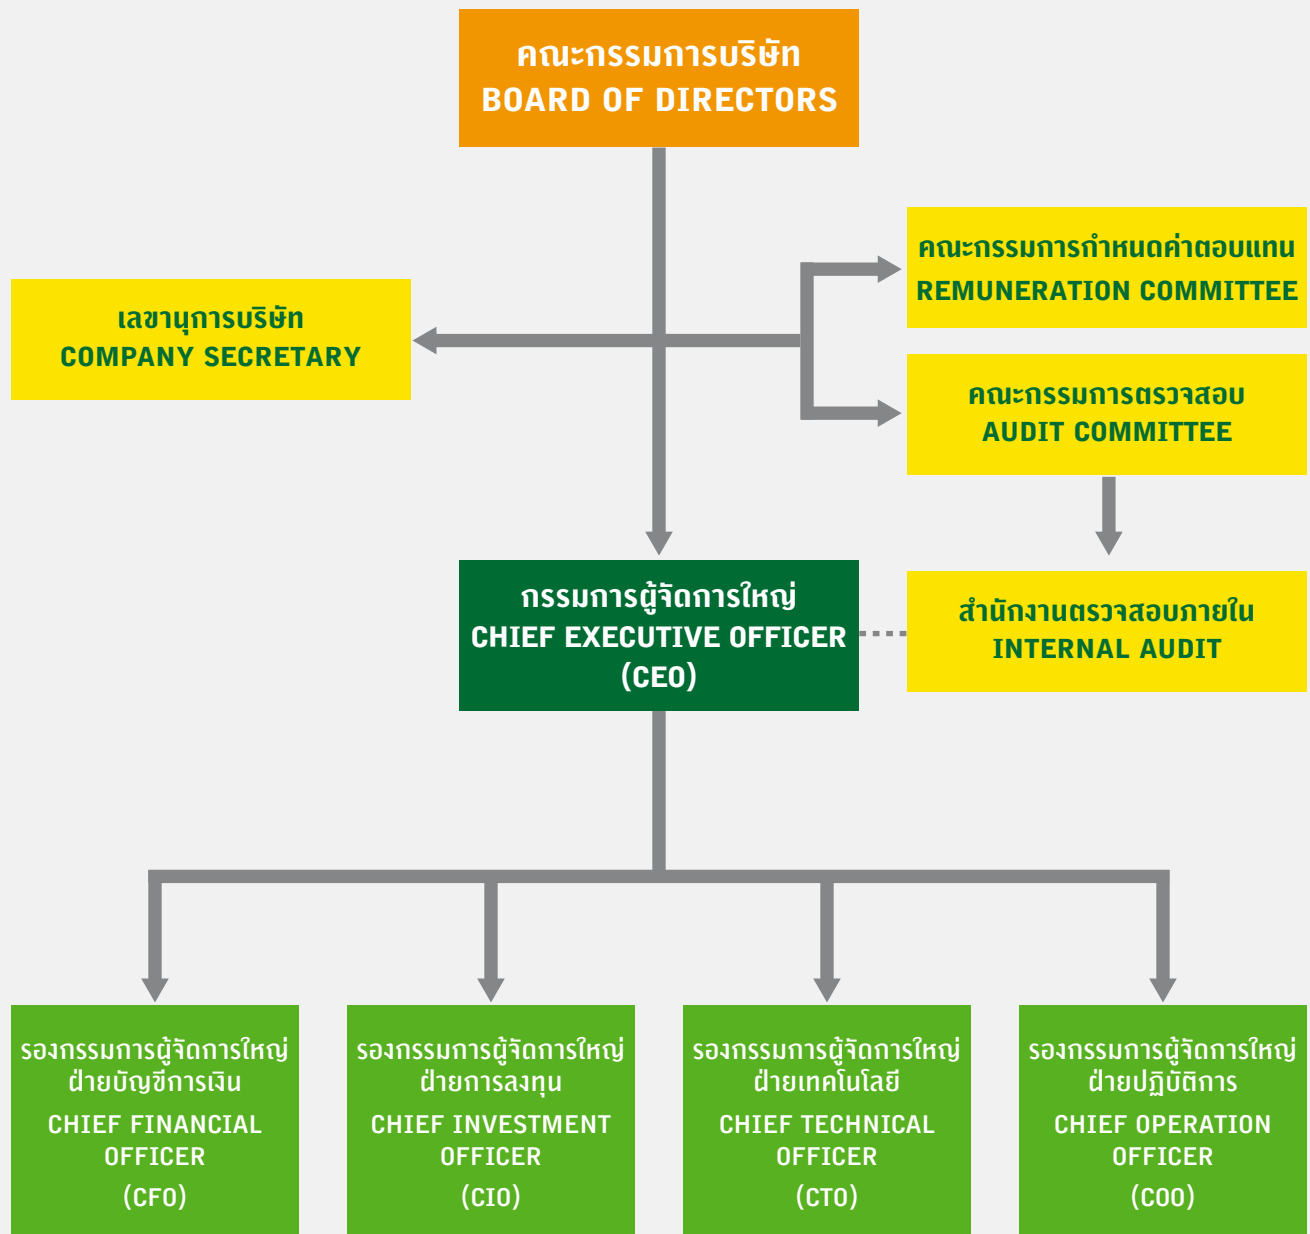 คณะกรรมการบริษัท
BOARD OF DIRECTORS
คณะกรรมการกำหนดค่าตอบแทน
REMUNERATION COMMITTEE
เลขานุการบริษัท
COMPANY SECRETARY
คณะกรรมการตรวจสอบ
AUDIT COMMITTEE
กรรมการผู้จัดการใหญ่
CHIEF EXECUTIVE OFFICER
(CEO)
สำนักงานตรวจสอบภายใน
INTERNAL AUDIT
รองกรรมการผู้จัดการใหญ่
ฝ่ายบัญชีการเงิน
CHIEF FINANCIAL
OFFICER
(CFO)
รองกรรมการผู้จัดการใหญ่
ฝ่ายการลงทุน
CHIEF INVESTMENT
OFFICER
(CIO)
รองกรรมการผู้จัดการใหญ่
ฝ่ายเทคโนโลยี
CHIEF TECHNICAL
OFFICER
(CTO)
รองกรรมการผู้จัดการใหญ่
ฝ่ายปฏิบัติการ
CHIEF OPERATION
OFFICER
(COO)